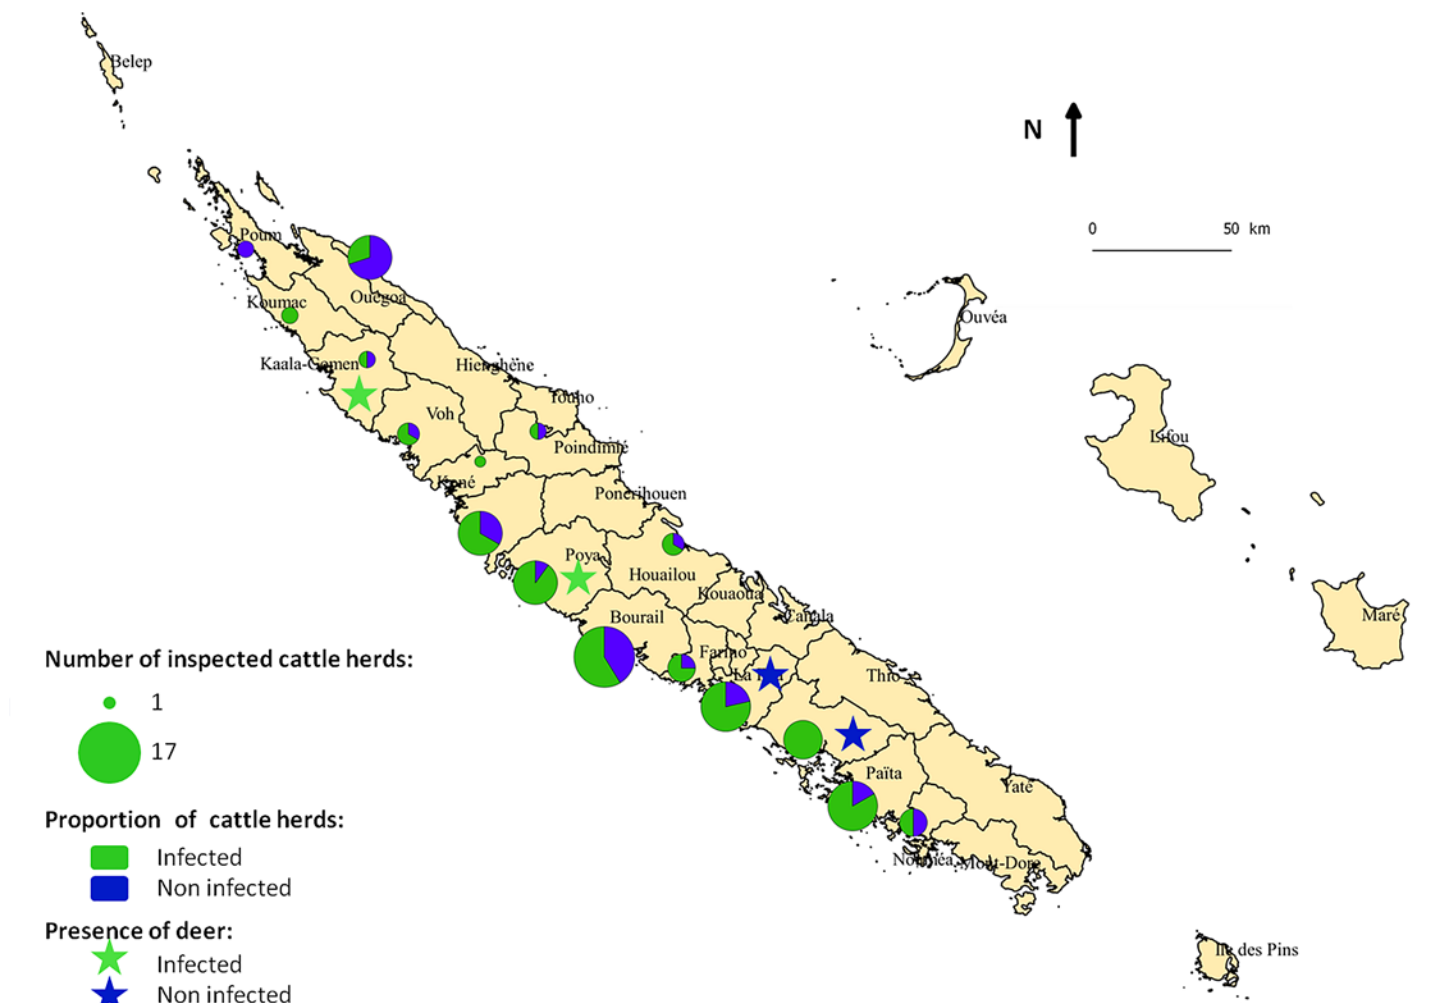 Belep
N
Poum
0 50 km
Koumac
Ouégoa
Ouvéa
Kaala-Gomen
Hienghène
Touho
Voh
Poindimié
Lifou
Koné
Ponérihouen
Poya
Houailou
Kouaoua
Bourail
Canala
Maré
Farino
Number of inspected cattle herds:
La Foa
Thio
1
17
Païta
Yaté
Proportion of cattle herds:
Infected
Nouméa
Mont-Dore
Non infected
Presence of deer:
Ile des Pins
Infected
Non infected